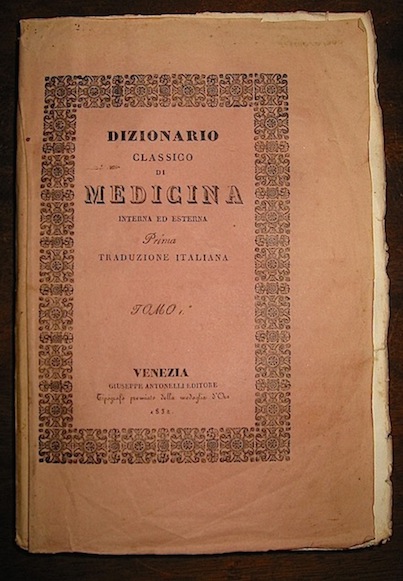 DIZIONARIO
CLASSICO
DI
MEDICINA
INTERNA ED ESTERNA
Prima
TRADUZIONE ITALIANA
TOMO
VENEZIA
GIUSEPPE ANTONELLI EDITORE
Tipografo premiato della medaglia d'Oro